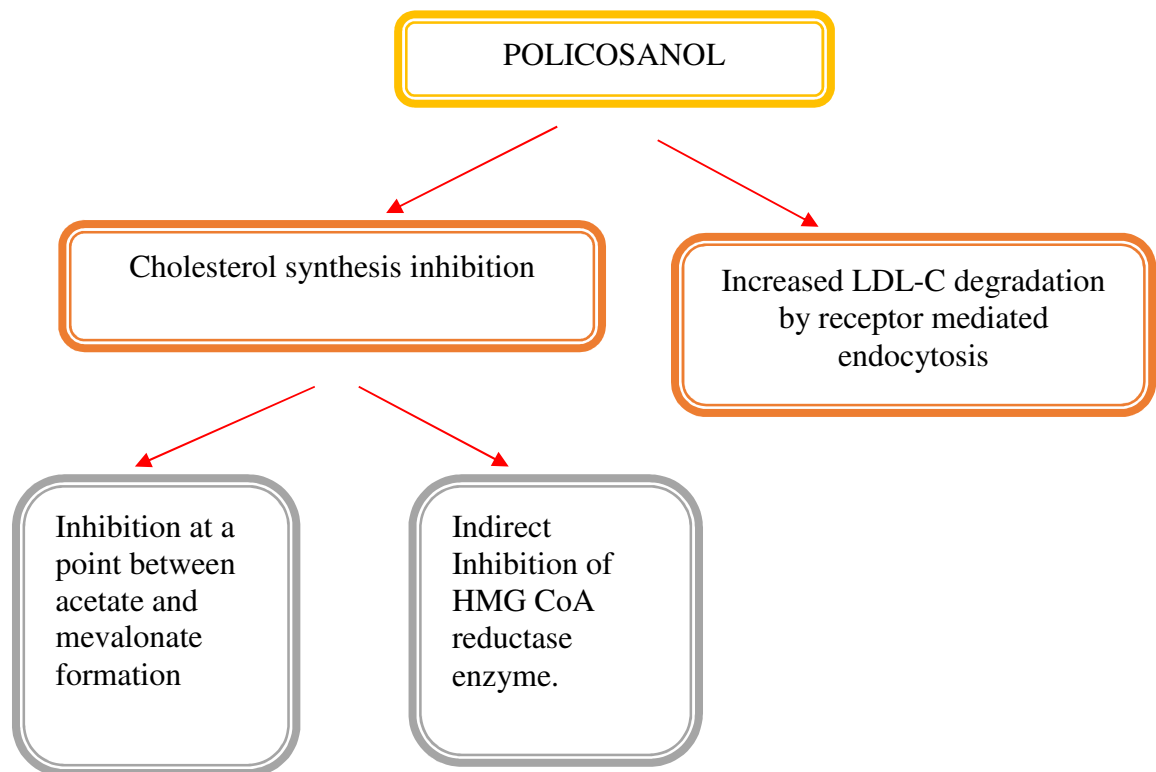 POLICOSANOL
Cholesterol synthesis inhibition
Increased LDL-C degradation
by receptor mediated
endocytosis
Inhibition at a
point between
acetate and
mevalonate
formation
Indirect
Inhibition of
HMG CoA
reductase
enzyme.